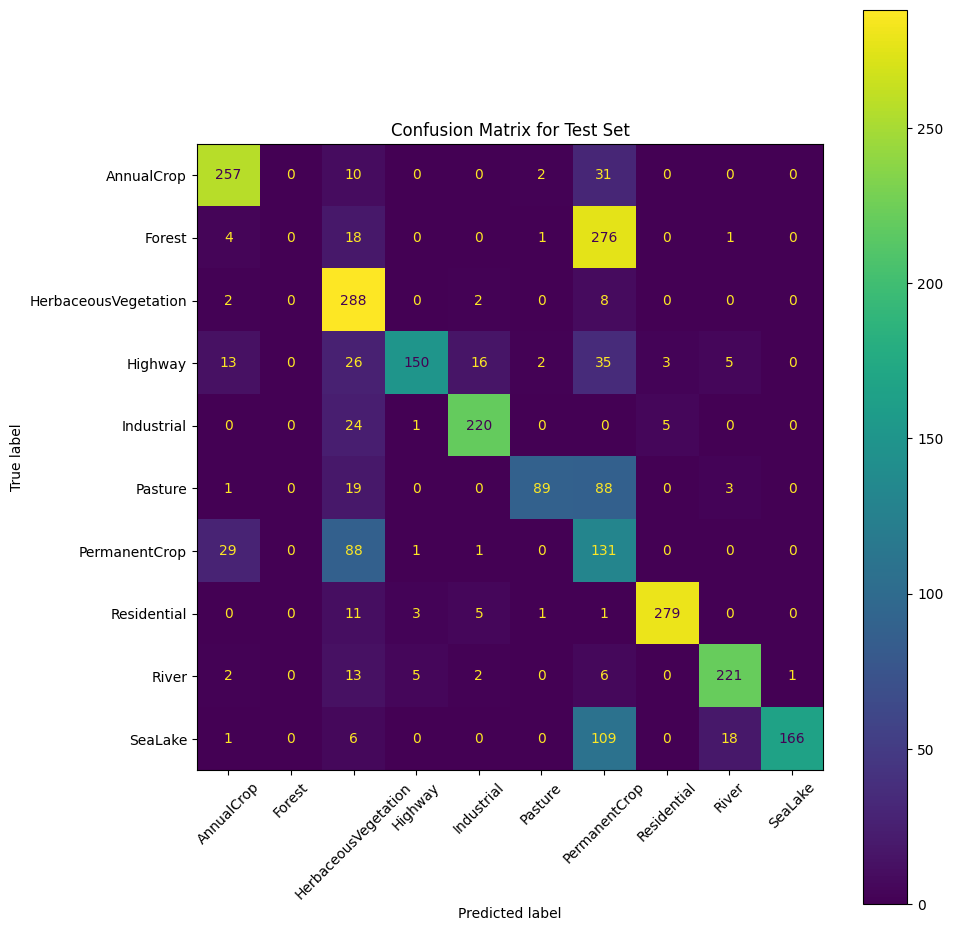 Confusion Matrix for Test Set
AnnualCrop 257 0 10 0 0 2 31 0 0 0
Forest 4 0 18 0 0 1 276 0 1 0
HerbaceousVegetation 2 0 288 0 2 0 8 0 0 0
Highway 13 0 26 150 16 2 35 3 5 0
Industrial 0 0 24 1 220 0 0 5 0 0
Pasture 1 0 19 0 0 89 88 0 3 0
PermanentCrop 29 0 88 1 1 0 131 0 0 0
Residential 0 0 11 3 5 1 1 279 0 0
River 2 0 13 5 2 0 6 0 221 1
SeaLake 1 0 6 0 0 0 109 0 18 166
True label
AnnualCrop
Forest
HerbaceousVegetation
Highway
Industrial
Pasture
PermanentCrop
Residential
River
SeaLake
Predicted label
250
200
150
100
50
0